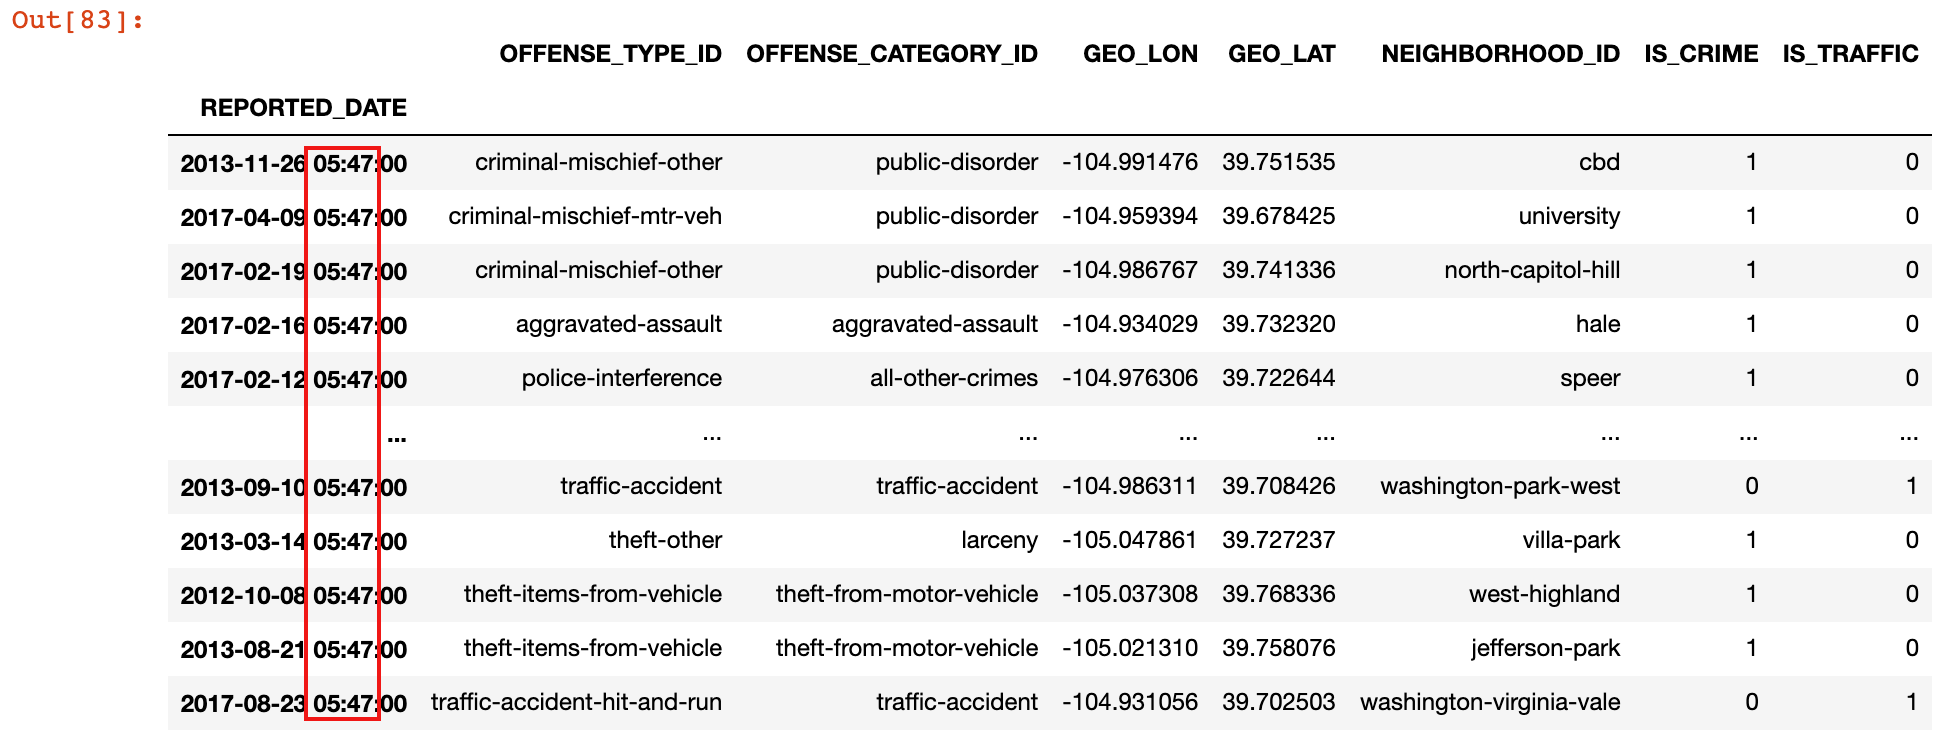 Out[83]:
OFFENSE_TYPE_ID OFFENSE_CATEGORY_ID GEO_LON GEO_LAT NEIGHBORHOOD_ID IS_CRIME IS_TRAFFIC
REPORTED_DATE
2013-11-26 05:47:00 criminal-mischief-other public-disorder -104.991476 39.751535 cbd 1 0
2017-04-09 05:47:00 criminal-mischief-mtr-veh public-disorder -104.959394 39.678425 university 1 0
2017-02-19 05:47:00 criminal-mischief-other public-disorder -104.986767 39.741336 north-capitol-hill 1 0
2017-02-16 05:47:00 aggravated-assault aggravated-assault -104.934029 39.732320 hale 1 0
2017-02-12 05:47:00 police-interference all-other-crimes -104.976306 39.722644 speer 1 0
... ... ... ... ... ... ... ...
2013-09-10 05:47:00 traffic-accident traffic-accident -104.986311 39.708426 washington-park-west 0 1
2013-03-14 05:47:00 theft-other larceny -105.047861 39.727237 villa-park 1 0
2012-10-08 05:47:00 theft-items-from-vehicle theft-from-motor-vehicle -105.037308 39.768336 west-highland 1 0
2013-08-21 05:47:00 theft-items-from-vehicle theft-from-motor-vehicle -105.021310 39.758076 jefferson-park 1 0
2017-08-23 05:47:00 traffic-accident-hit-and-run traffic-accident -104.931056 39.702503 washington-virginia-vale 0 1